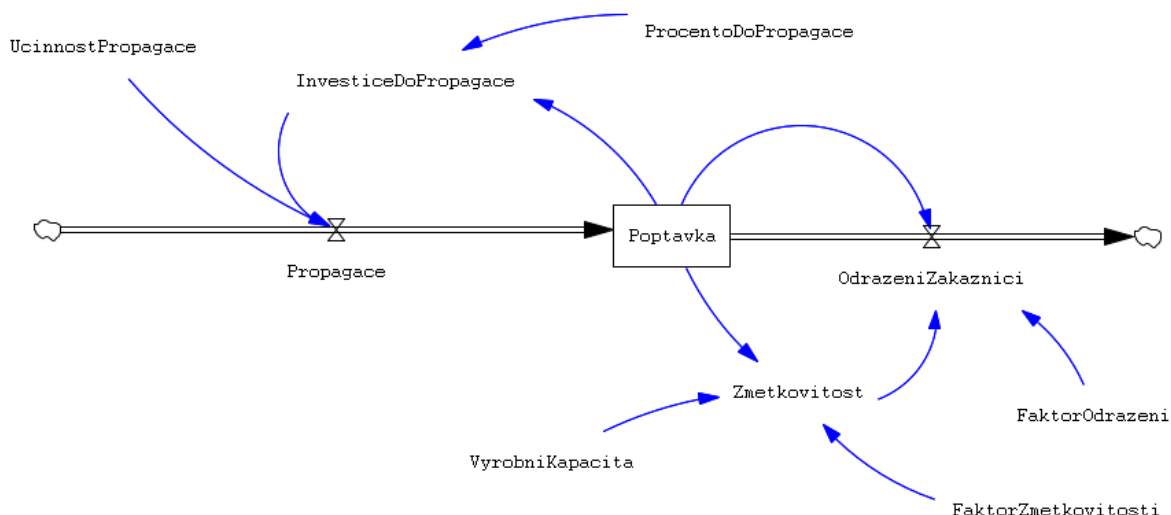 ProcentoDoPropagace
UcinnostPropagace
InvesticeDoPropagace
Poptavka
Propagace
OdrazeniZakaznici
Zmetkovitost
FaktorOdrazeni
VyrobniKapacita
FaktorZmetkovitosti